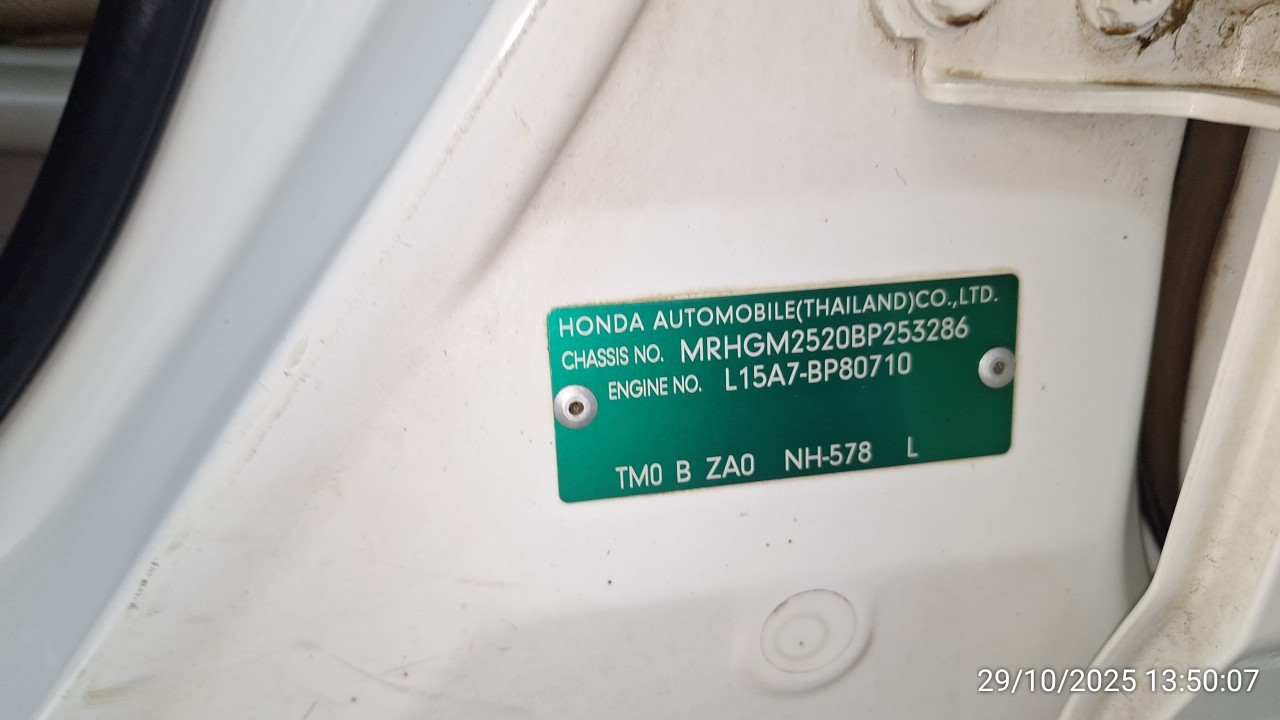 HONDA AUTOMOBILE(THAILAND)CO.,LTD.
CHASSIS NO. MRHGM2520BP253286
ENGINE NO. L15A7-BP80710
TM0 B ZA0 NH-578 L
29/10/2025 13:50:07